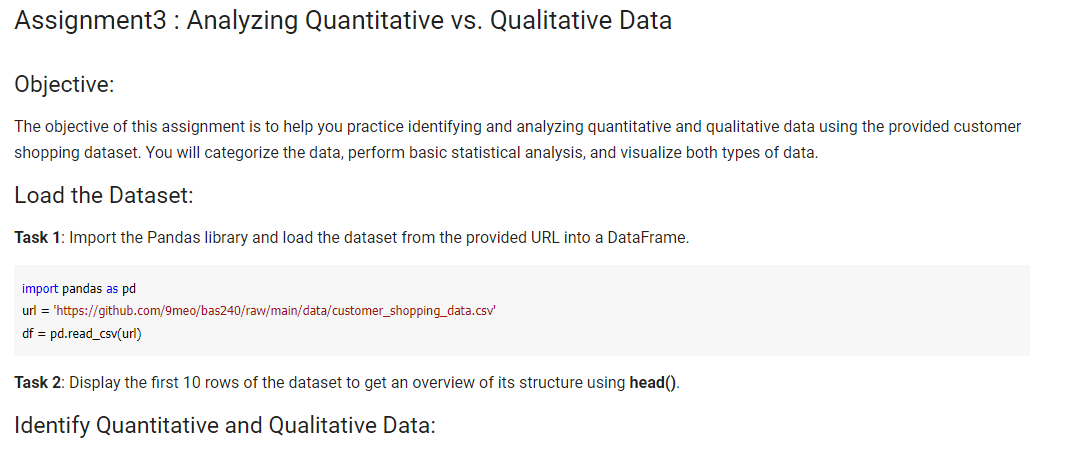 Assignment3 : Analyzing Quantitative vs. Qualitative Data
Objective:
The objective of this assignment is to help you practice identifying and analyzing quantitative and qualitative data using the provided customer
shopping dataset. You will categorize the data, perform basic statistical analysis, and visualize both types of data.
Load the Dataset:
Task 1: Import the Pandas library and load the dataset from the provided URL into a DataFrame.
import pandas as pd
url = 'https://github.com/9meo/bas240/raw/main/data/customer_shopping_data.csv'
df = pd.read_csv(url)
Task 2: Display the first 10 rows of the dataset to get an overview of its structure using head().
Identify Quantitative and Qualitative Data: